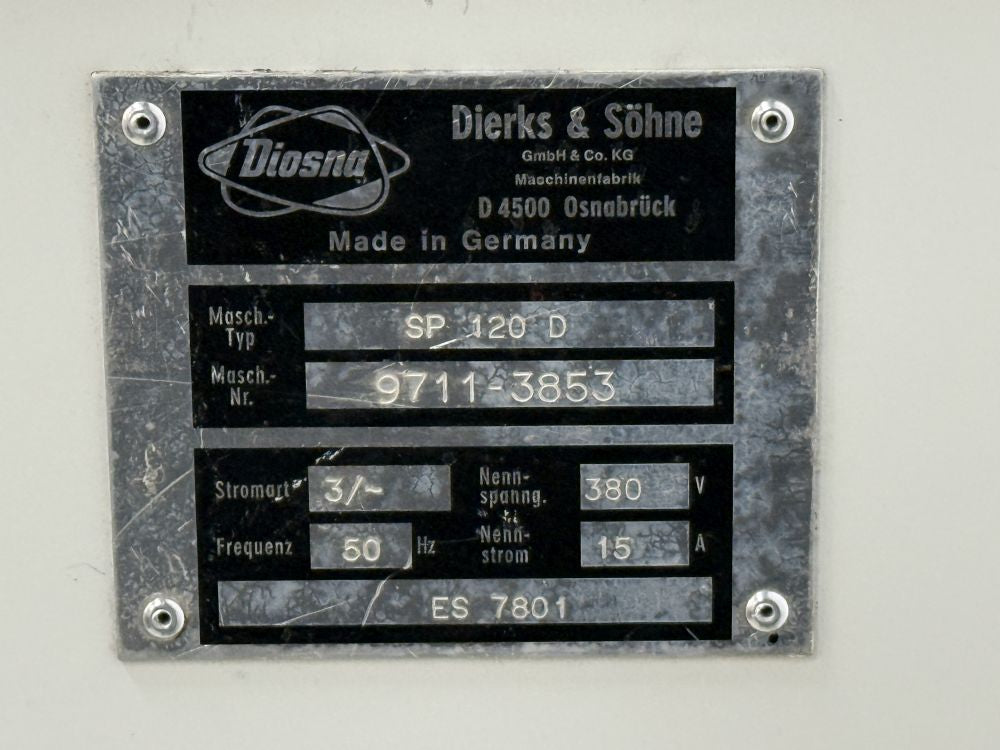 Diosna
Dierks & Söhne
GmbH & Co. KG
Maschinenfabrik
D 4500 Osnabrück
Made in Germany
Masch.-
Typ
SP 120 D
Masch.-
Nr.
9711-3853
Stromart
3/~
Nenn-
spanng.
380
V
Frequenz
50
Hz
Nenn-
strom
15
A
ES 7801